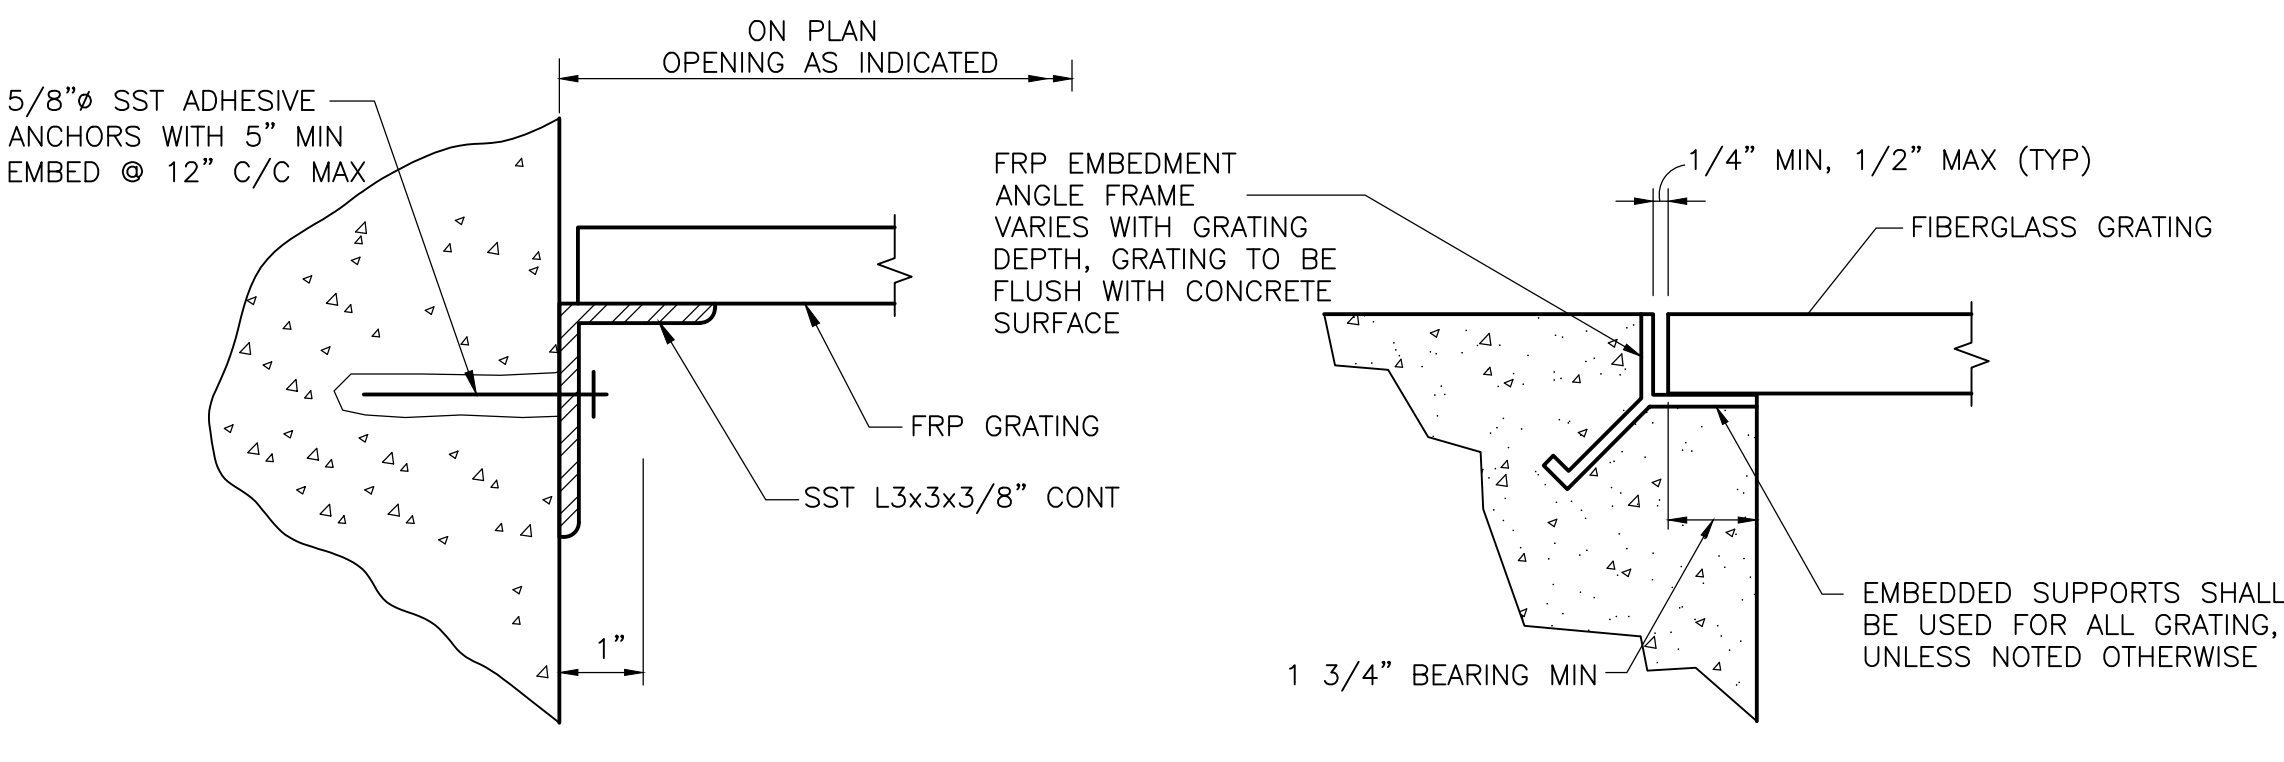 ON PLAN
OPENING AS INDICATED
5/8"ø SST ADHESIVE
ANCHORS WITH 5" MIN
EMBED @ 12" C/C MAX
FRP GRATING
SST L3x3x3/8" CONT
1"
FRP EMBEDMENT
ANGLE FRAME
VARIES WITH GRATING
DEPTH, GRATING TO BE
FLUSH WITH CONCRETE
SURFACE
1/4" MIN, 1/2" MAX (TYP)
FIBERGLASS GRATING
1 3/4" BEARING MIN
EMBEDDED SUPPORTS SHALL
BE USED FOR ALL GRATING,
UNLESS NOTED OTHERWISE